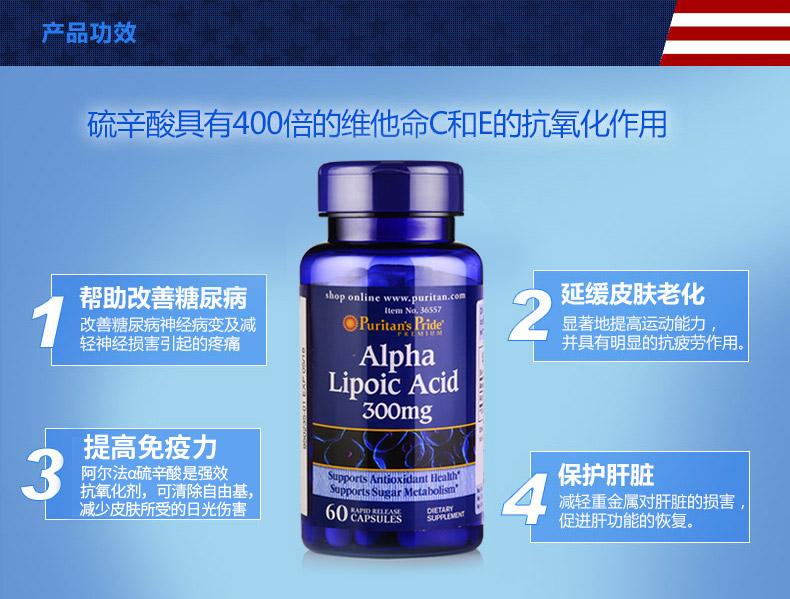 产品功效
硫辛酸具有400倍的维他命C和E的抗氧化作用
1
帮助改善糖尿病
改善糖尿病神经病变及减
轻神经损害引起的疼痛
2
延缓皮肤老化
显著地提高运动能力，
并具有明显的抗疲劳作用。
3
提高免疫力
阿尔法α硫辛酸是强效
抗氧化剂，可清除自由基，
减少皮肤所受的日光伤害
4
保护肝脏
减轻重金属对肝脏的损害，
促进肝功能的恢复。
shop online www.puritan.com
Item No. 36557
Puritan's Pride
PREMIUM
Alpha
Lipoic Acid
300mg
Supports Antioxidant Health*
Supports Sugar Metabolism*
60 RAPID RELEASE
CAPSULES
DIETARY
SUPPLEMENT